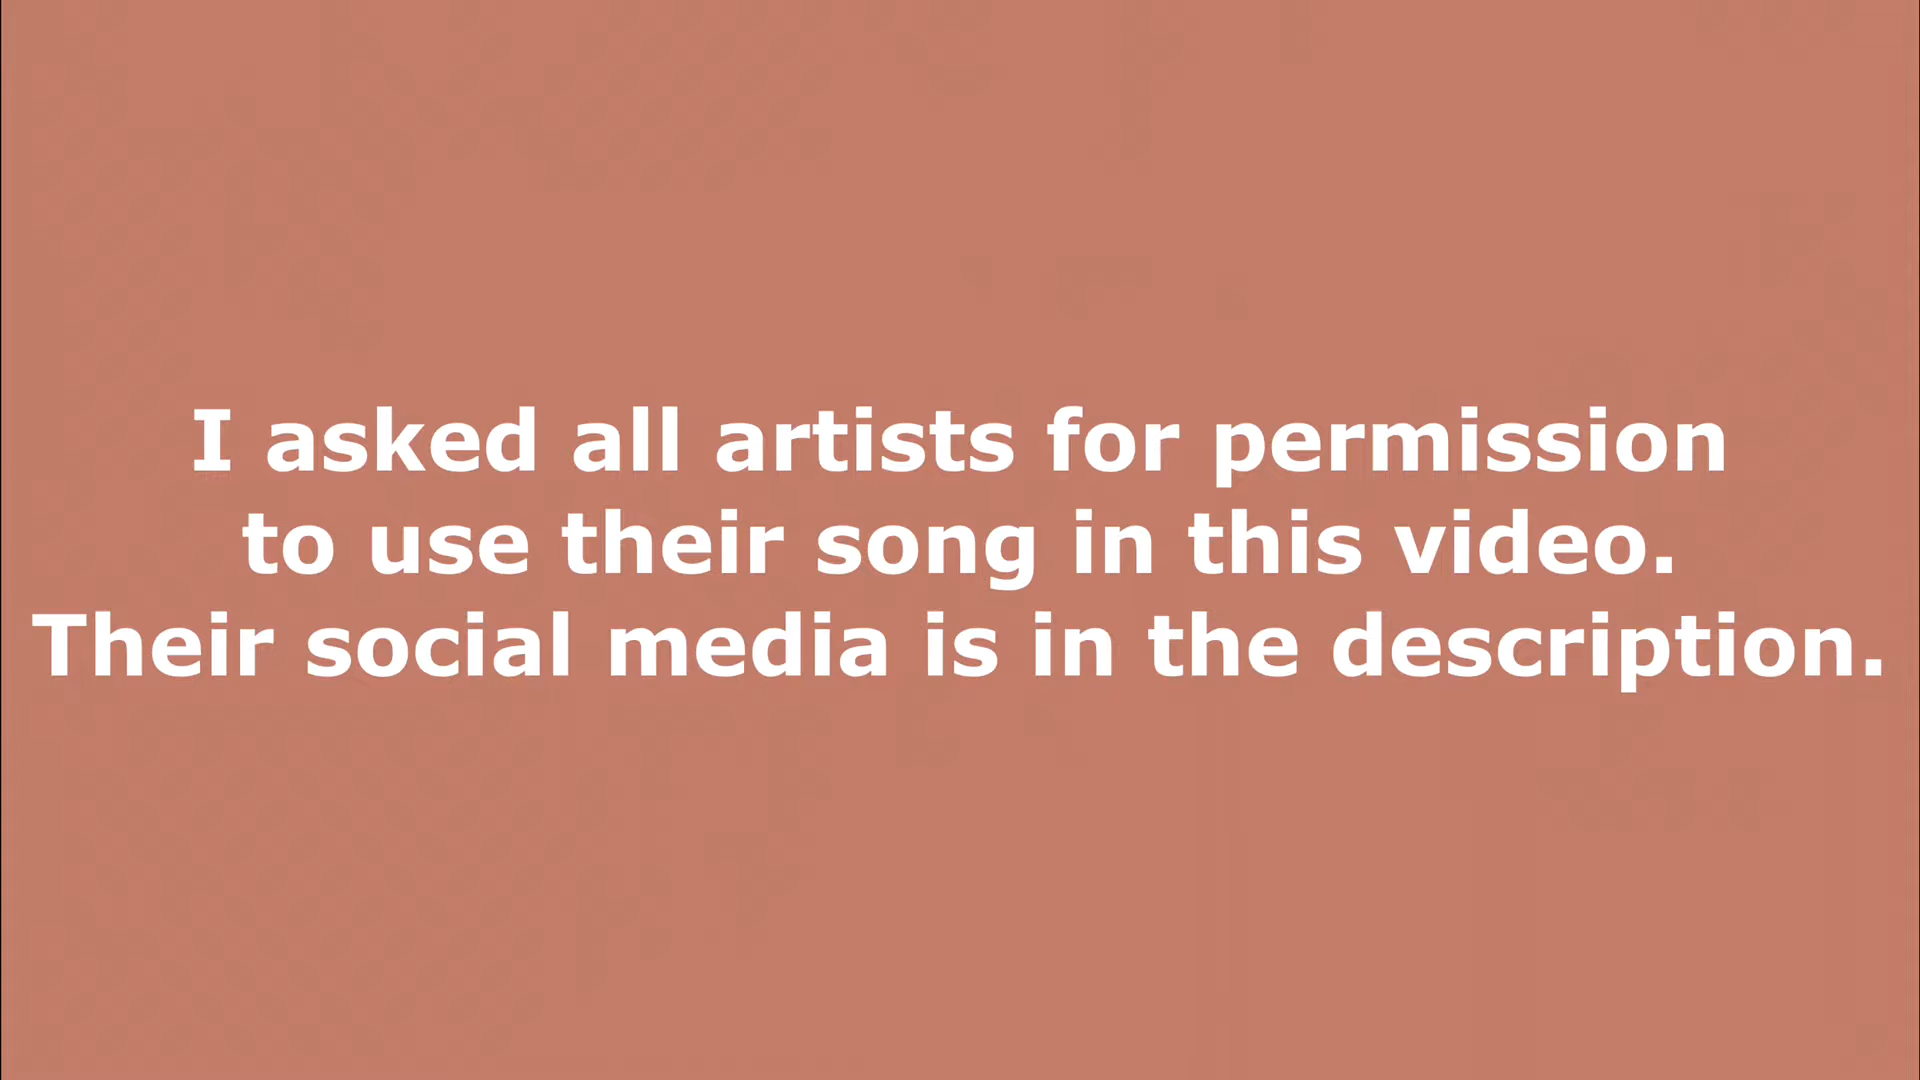 I asked all artists for permission
to use their song in this video.
Their social media is in the description.